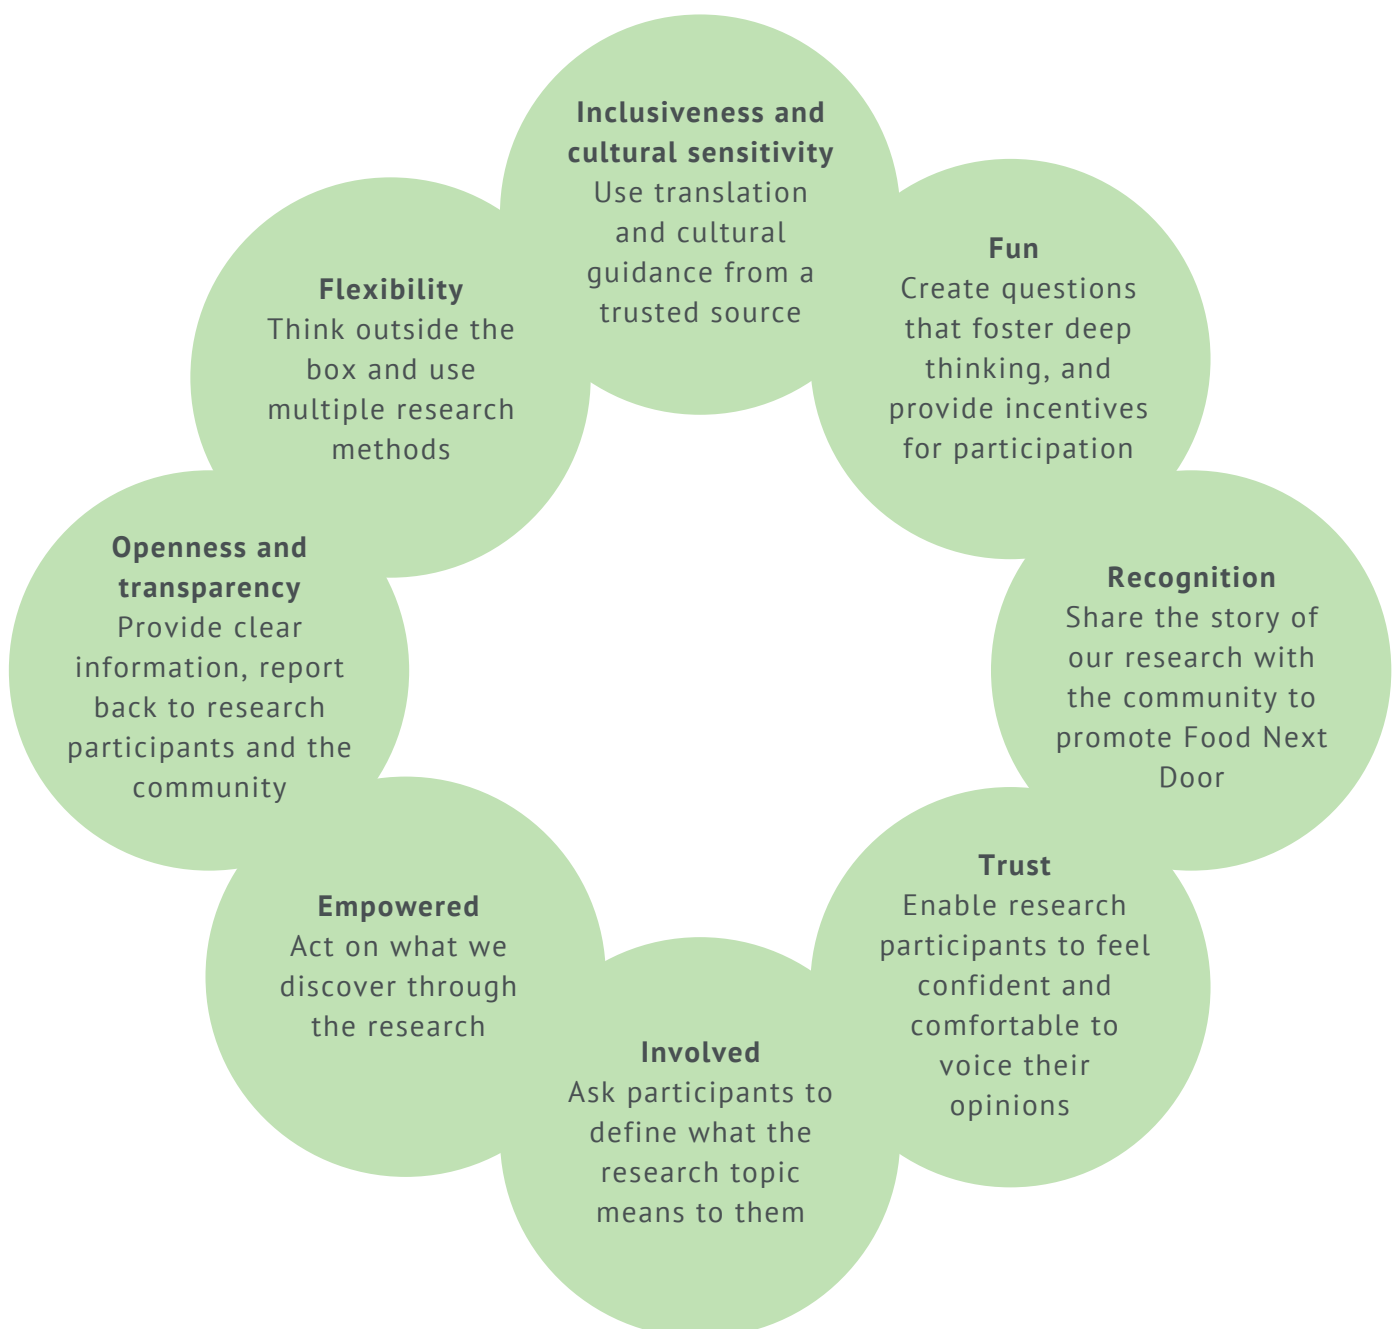 Inclusiveness and
cultural sensitivity
Use translation
and cultural
guidance from a
trusted source
Fun
Create questions
that foster deep
thinking, and
provide incentives
for participation
Recognition
Share the story of
our research with
the community to
promote Food Next
Door
Trust
Enable research
participants to feel
confident and
comfortable to
voice their
opinions
Involved
Ask participants to
define what the
research topic
means to them
Empowered
Act on what we
discover through
the research
Openness and
transparency
Provide clear
information, report
back to research
participants and the
community
Flexibility
Think outside the
box and use
multiple research
methods